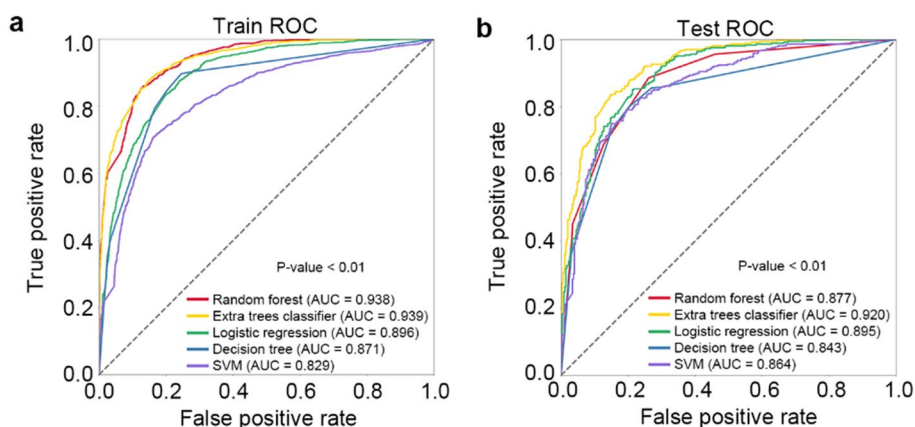 a
Train ROC
1.0
0.8
0.6
0.4
0.2
0.0
True positive rate
P-value < 0.01
Random forest (AUC = 0.938)
Extra trees classifier (AUC = 0.939)
Logistic regression (AUC = 0.896)
Decision tree (AUC = 0.871)
SVM (AUC = 0.829)
0.0 0.2 0.4 0.6 0.8 1.0
False positive rate
b
Test ROC
1.0
0.8
0.6
0.4
0.2
0.0
True positive rate
P-value < 0.01
Random forest (AUC = 0.877)
Extra trees classifier (AUC = 0.920)
Logistic regression (AUC = 0.895)
Decision tree (AUC = 0.843)
SVM (AUC = 0.864)
0.0 0.2 0.4 0.6 0.8 1.0
False positive rate